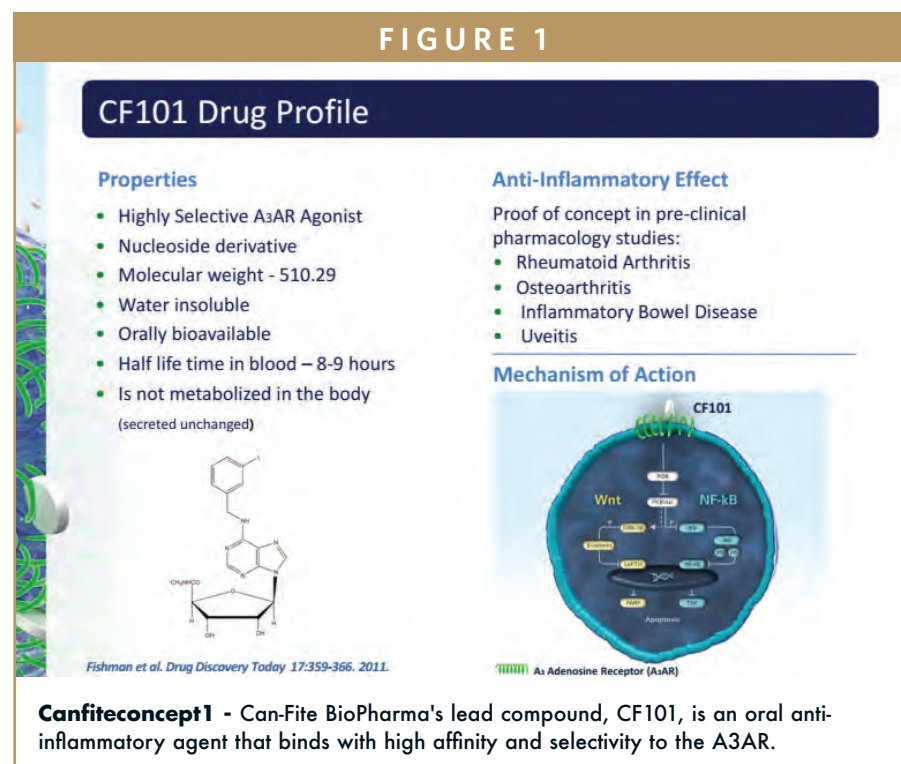 FIGURE 1
CF101 Drug Profile
Properties
• Highly Selective A3AR Agonist
• Nucleoside derivative
• Molecular weight - 510.29
• Water insoluble
• Orally bioavailable
• Half life time in blood – 8-9 hours
• Is not metabolized in the body
(secreted unchanged)
I
NH
N
N
N
N
CH3NHCO
O
H
H
OH
OH
Fishman et al. Drug Discovery Today 17:359-366. 2011.
Anti-Inflammatory Effect
Proof of concept in pre-clinical
pharmacology studies:
• Rheumatoid Arthritis
• Osteoarthritis
• Inflammatory Bowel Disease
• Uveitis
Mechanism of Action
CF101
Wnt
NF-kB
Apoptosis
A3 Adenosine Receptor (A3AR)
Canfiteconcept1 - Can-Fite BioPharma's lead compound, CF101, is an oral anti-
inflammatory agent that binds with high affinity and selectivity to the A3AR.